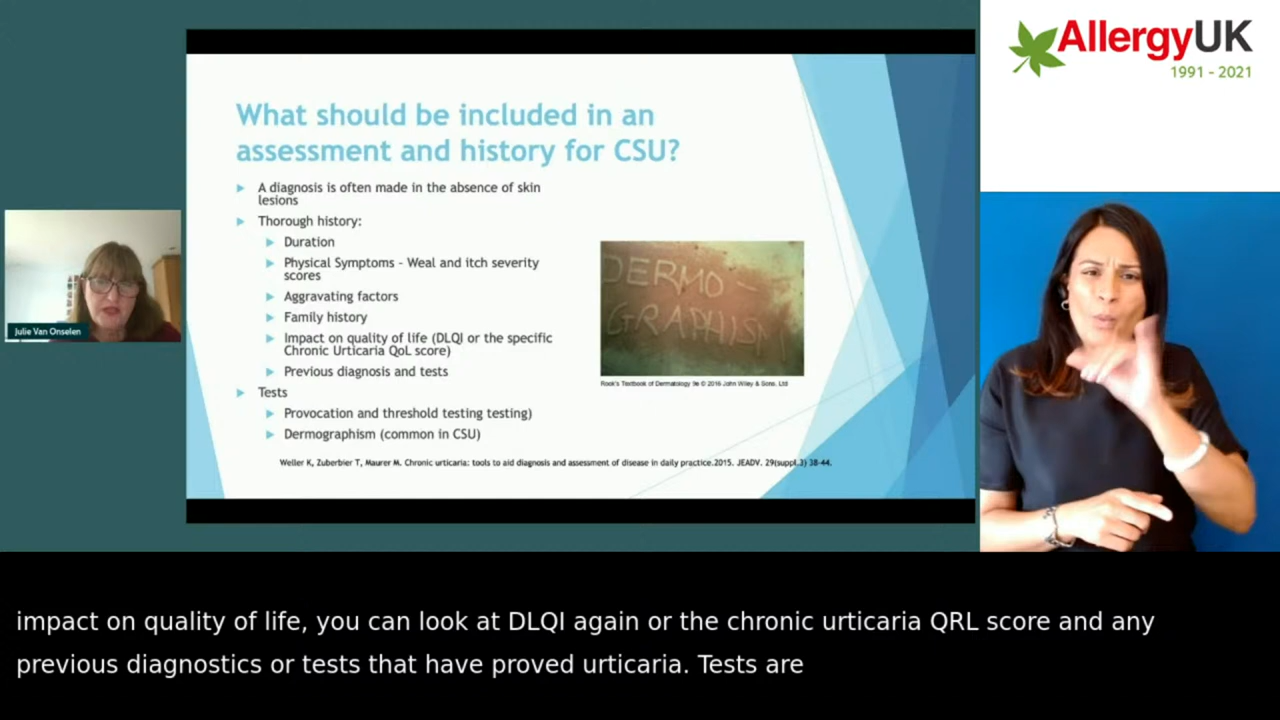 AllergyUK
1991 - 2021
What should be included in an
assessment and history for CSU?
A diagnosis is often made in the absence of skin
lesions
Thorough history:
Duration
Physical Symptoms - Weal and itch severity
scores
Aggravating factors
Family history
Impact on quality of life (DLQI or the specific
Chronic Urticaria QoL score)
Previous diagnosis and tests
Tests
Provocation and threshold testing testing)
Dermographism (common in CSU)
DERMO-
GRAPHISM
Rook's Textbook of Dermatology 9e © 2016 John Wiley & Sons. Ltd
Weller K, Zuberbier T, Maurer M. Chronic urticaria: tools to aid diagnosis and assessment of disease in daily practice.2015. JEADV. 29(suppl.3) 38-44.
Julie Van Onselen
impact on quality of life, you can look at DLQI again or the chronic urticaria QRL score and any
previous diagnostics or tests that have proved urticaria. Tests are